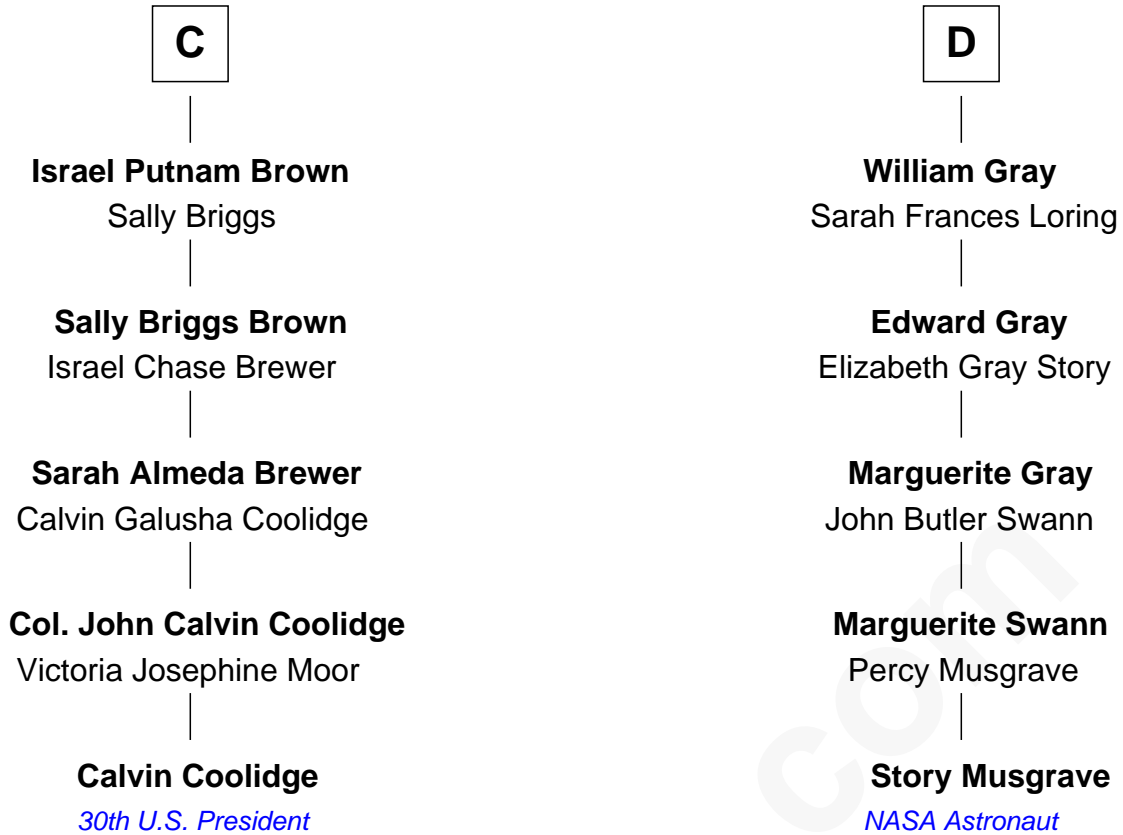 C
Israel Putnam Brown
Sally Briggs
Sally Briggs Brown
Israel Chase Brewer
Sarah Almeda Brewer
Calvin Galusha Coolidge
Col. John Calvin Coolidge
Victoria Josephine Moor
Calvin Coolidge
30th U.S. President
D
William Gray
Sarah Frances Loring
Edward Gray
Elizabeth Gray Story
Marguerite Gray
John Butler Swann
Marguerite Swann
Percy Musgrave
Story Musgrave
NASA Astronaut
com